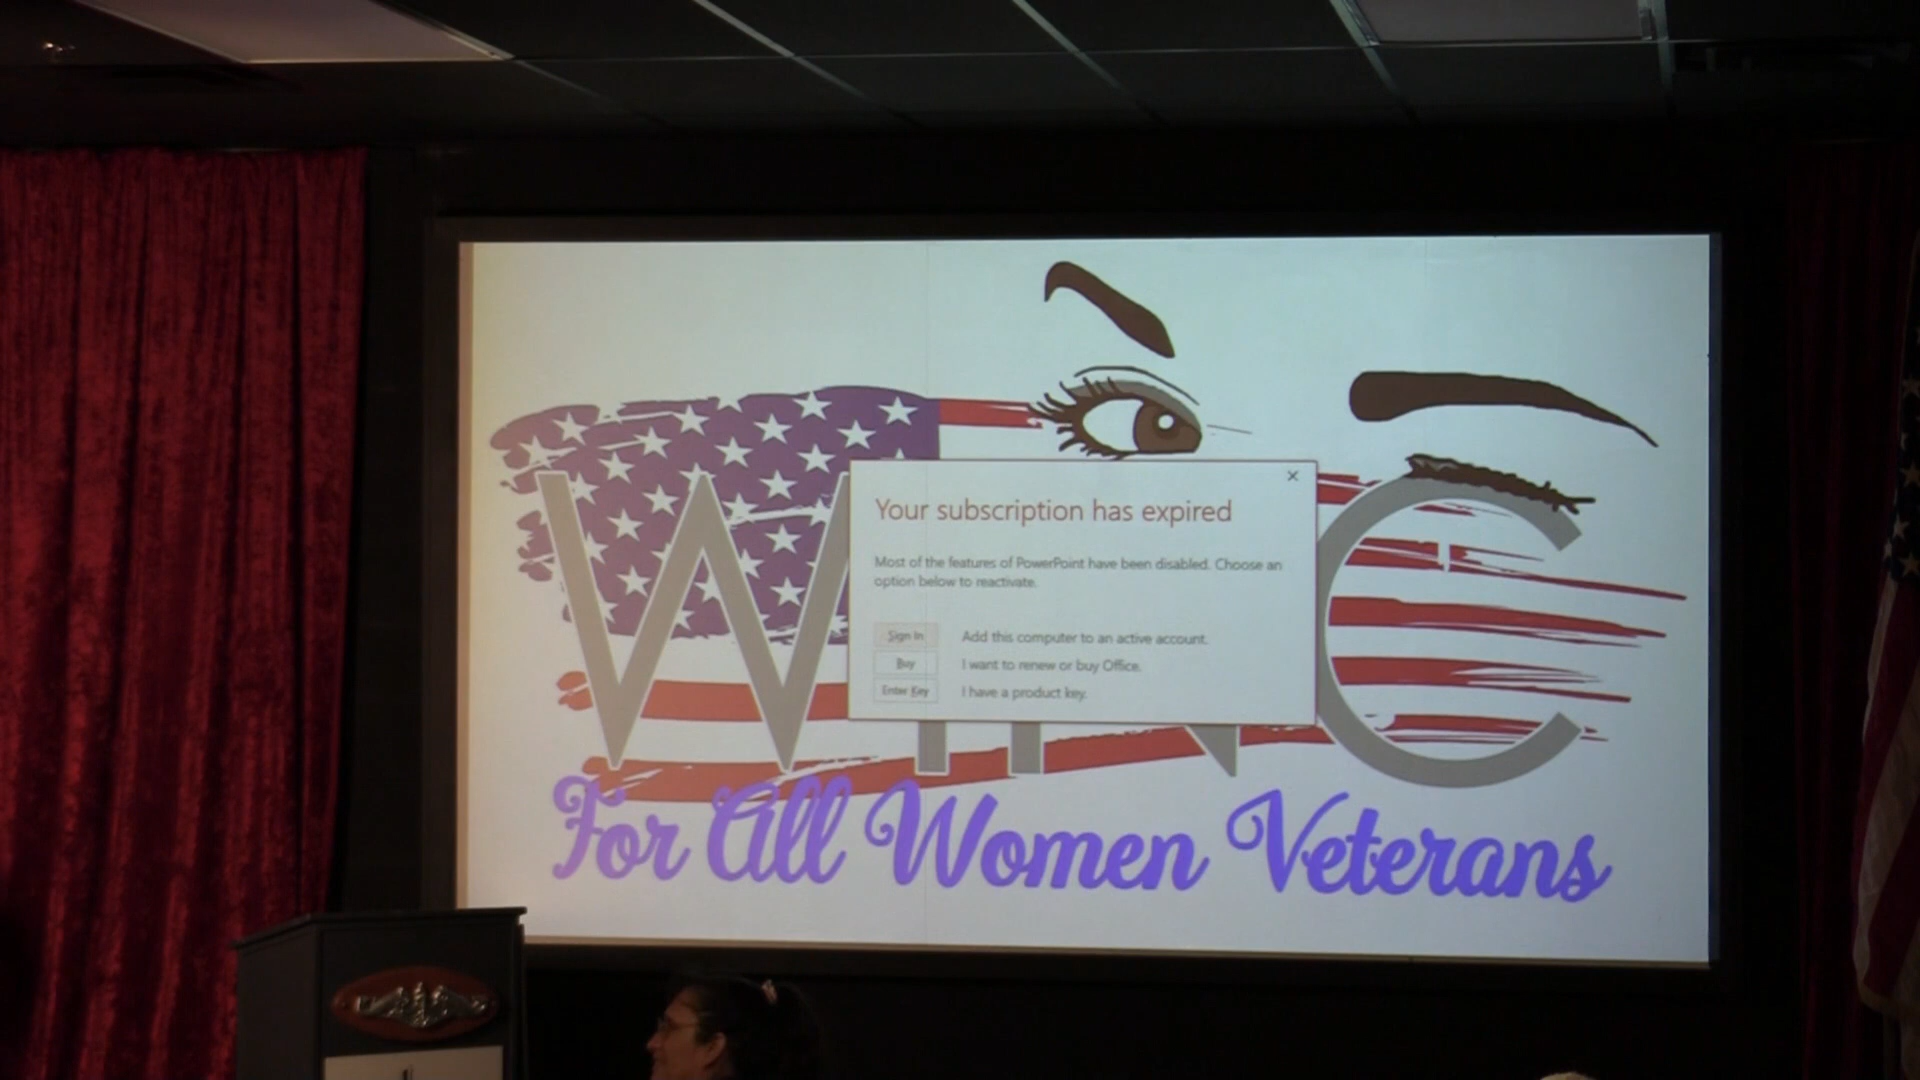 Your subscription has expired
Most of the features of PowerPoint have been disabled. Choose an
option below to reactivate.
Sign In Add this computer to an active account.
Buy I want to renew or buy Office.
Enter Key I have a product key.
For All Women Veterans